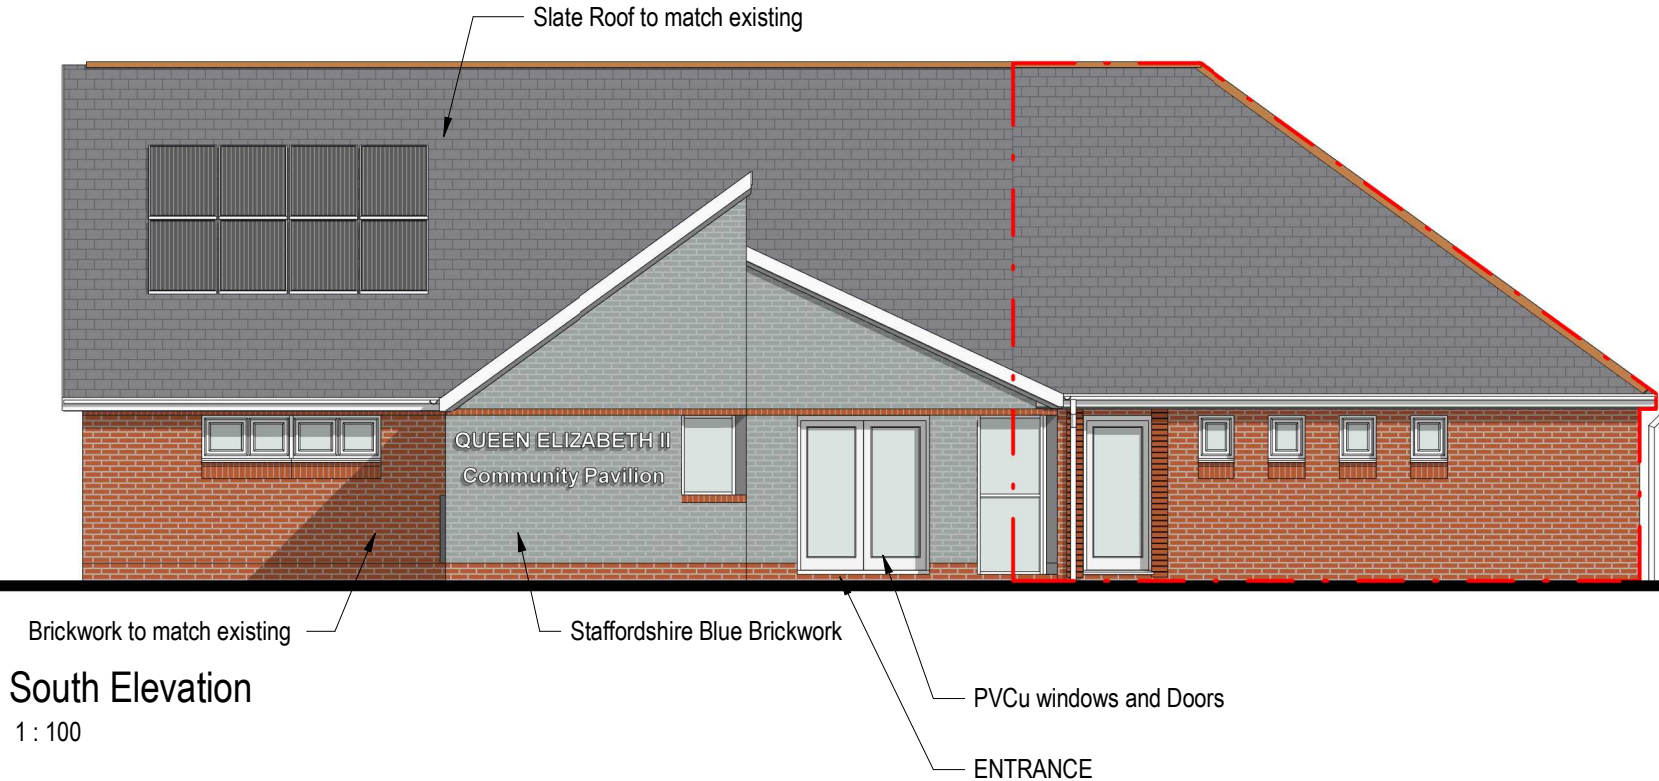 Slate Roof to match existing
QUEEN ELIZABETH II
Community Pavilion
Brickwork to match existing
Staffordshire Blue Brickwork
South Elevation
1 : 100
PVCu windows and Doors
ENTRANCE